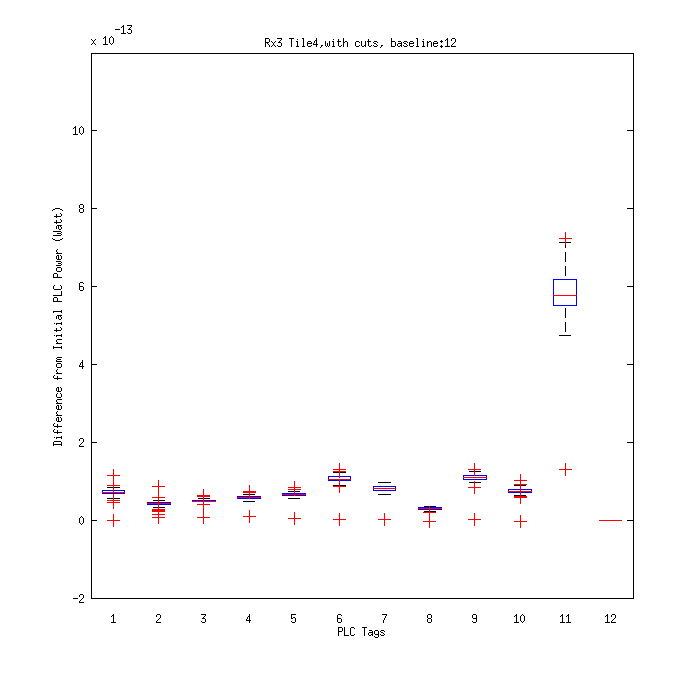 x 10
-13
Rx3 Tile4,with cuts, baseline:12
10
8
6
4
2
0
-2
Difference from Initial PLC Power (Watt)
1 2 3 4 5 6 7 8 9 10 11 12
PLC Tags